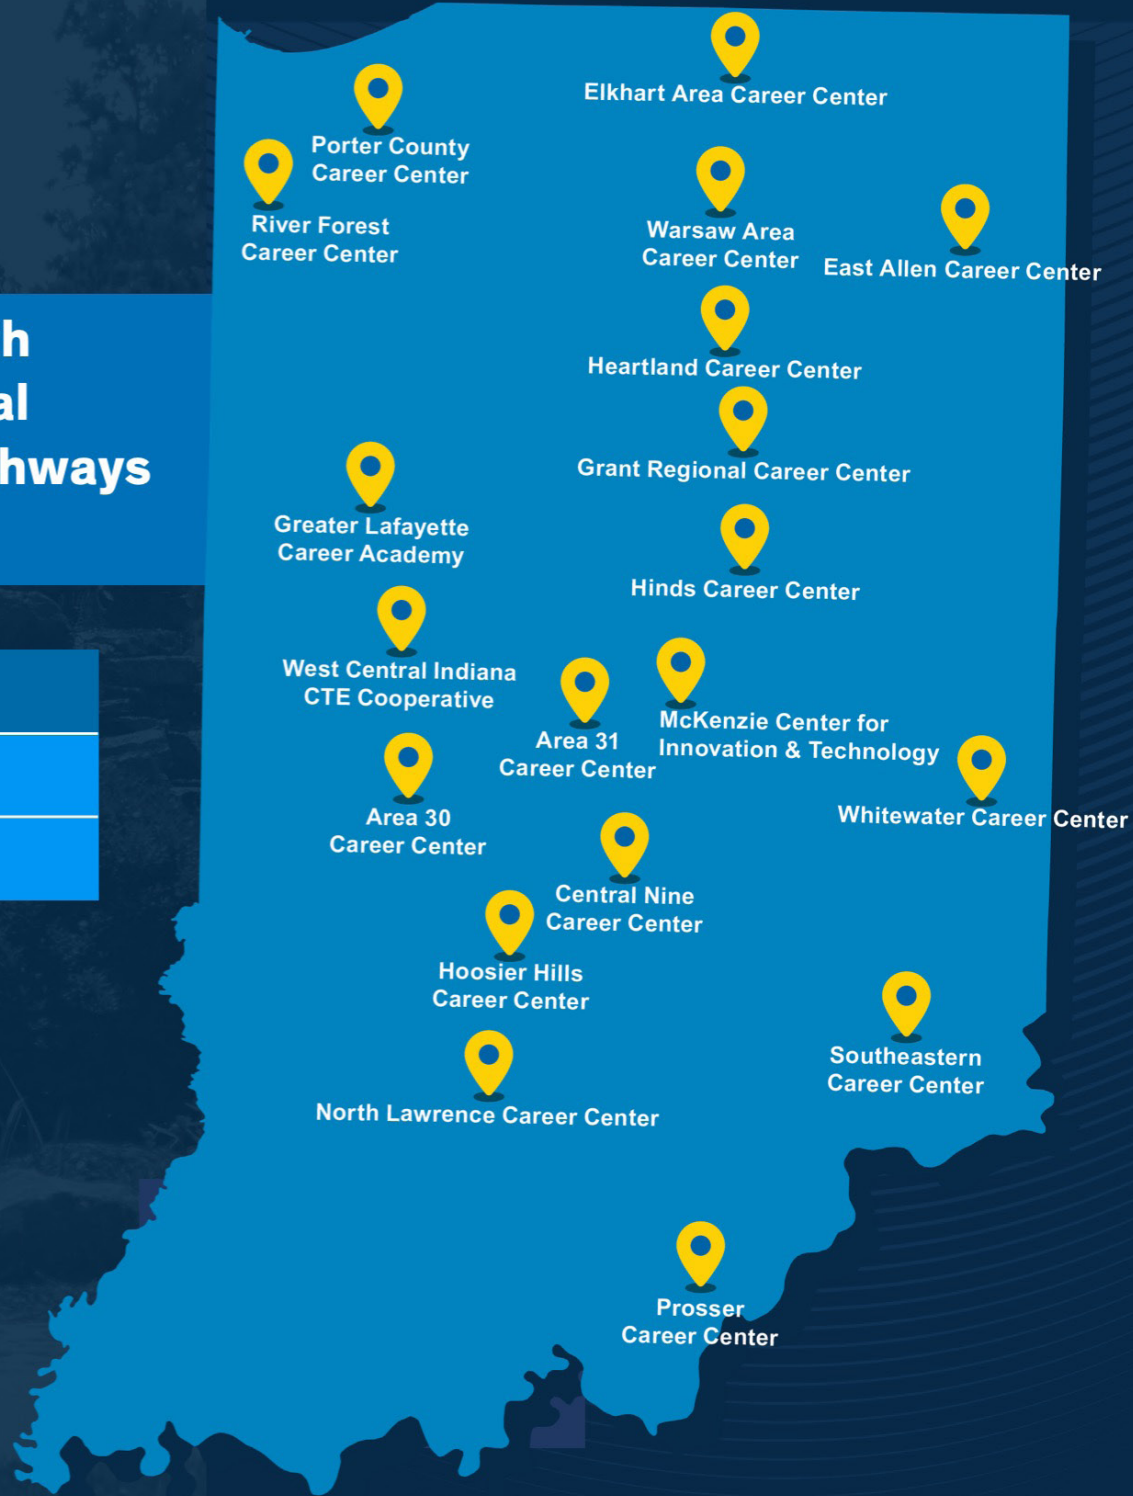 Elkhart Area Career Center
Porter County
Career Center
River Forest
Career Center
Warsaw Area
Career Center
East Allen Career Center
h
al
hways
Heartland Career Center
Grant Regional Career Center
Greater Lafayette
Career Academy
Hinds Career Center
West Central Indiana
CTE Cooperative
Area 31
Career Center
McKenzie Center for
Innovation & Technology
Area 30
Career Center
Whitewater Career Center
Central Nine
Career Center
Hoosier Hills
Career Center
Southeastern
Career Center
North Lawrence Career Center
Prosser
Career Center